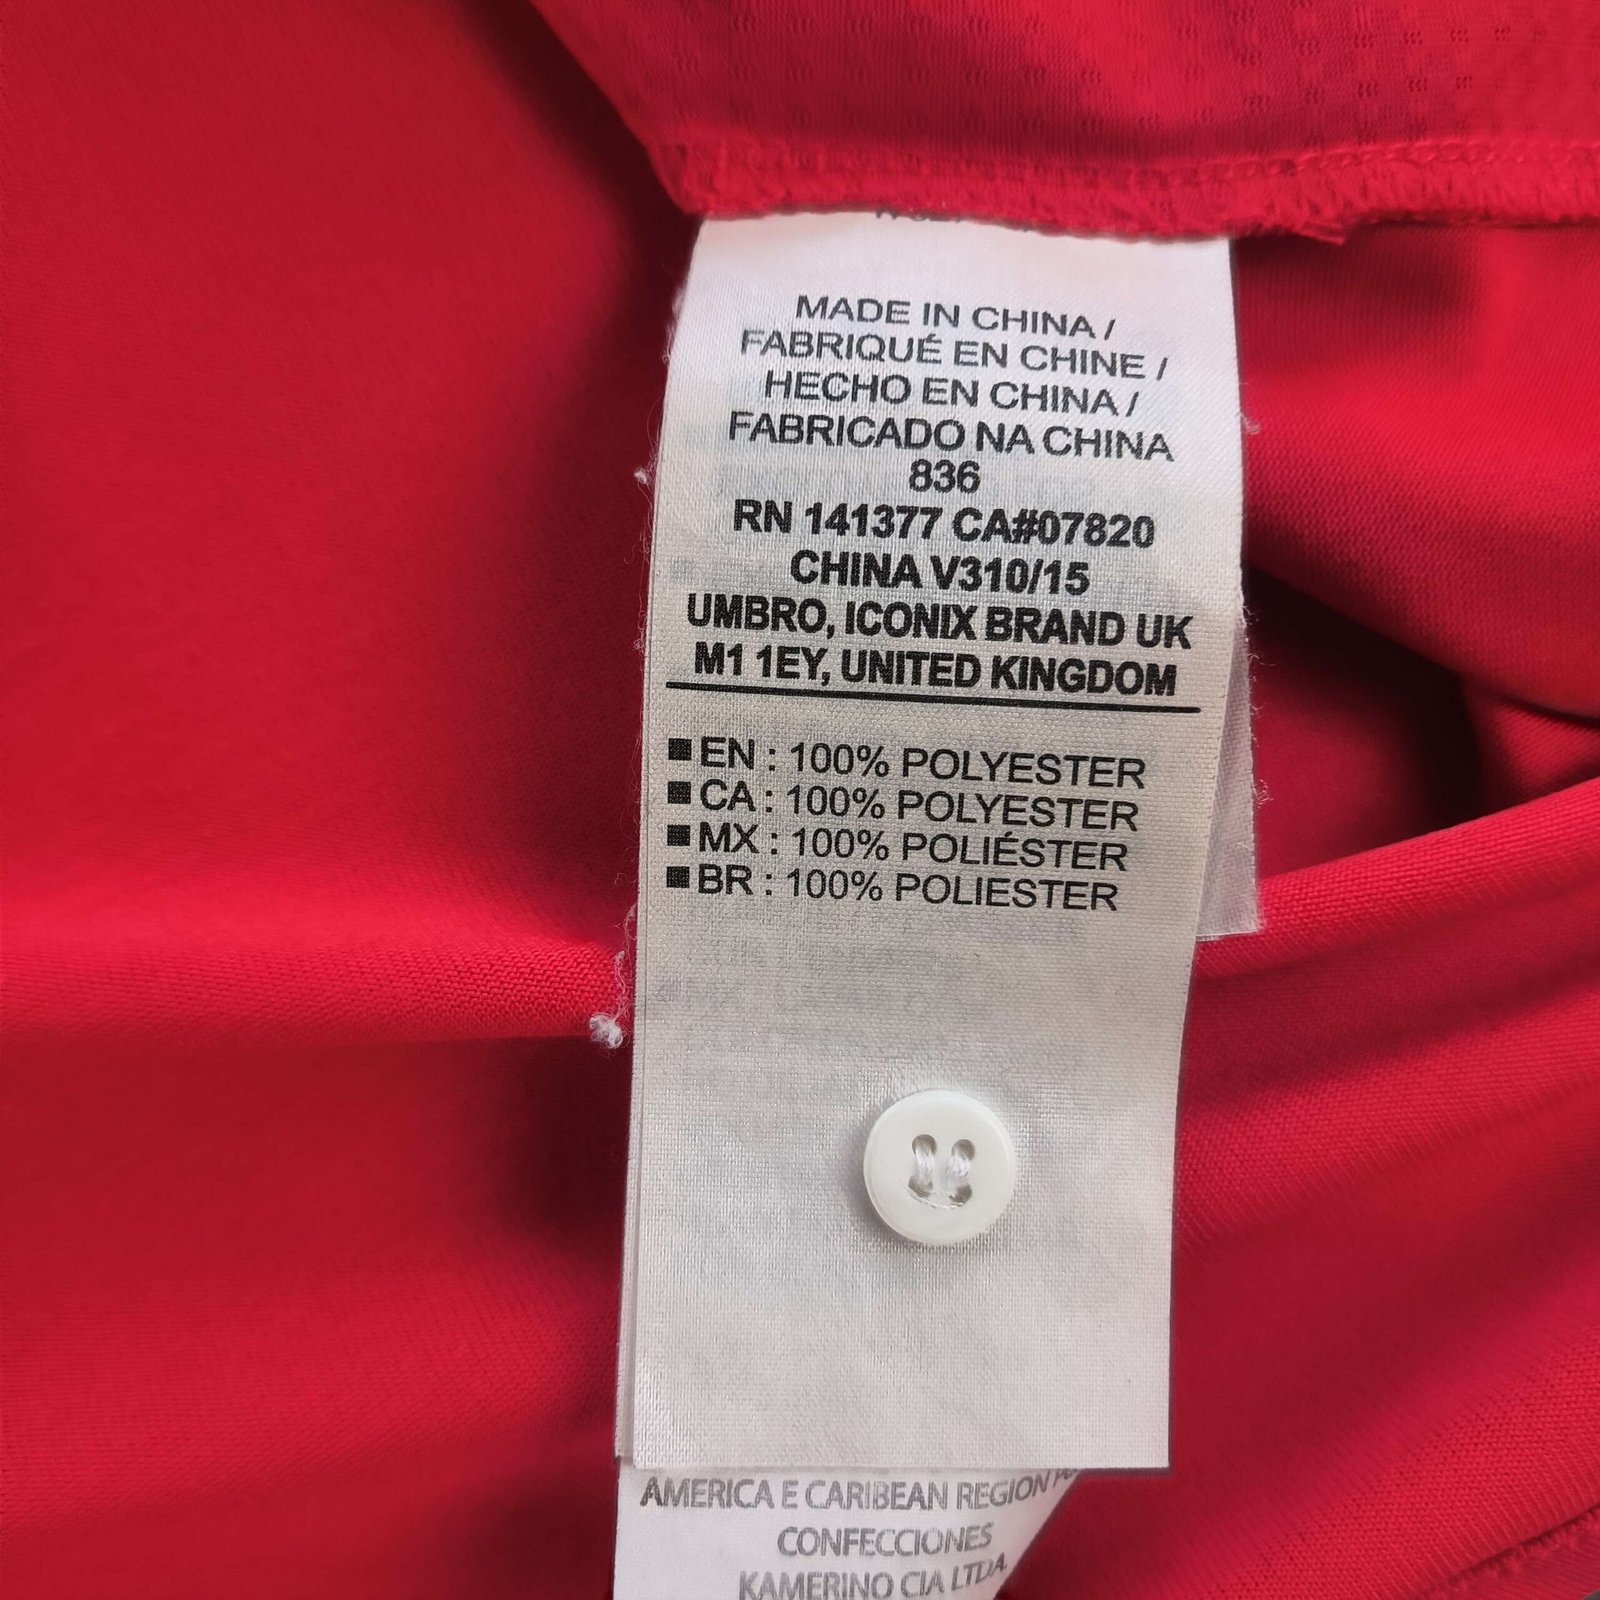 MADE IN CHINA /
FABRIQUÉ EN CHINE /
HECHO EN CHINA /
FABRICADO NA CHINA
836
RN 141377 CA#07820
CHINA V310/15
UMBRO, ICONIX BRAND UK
M1 1EY, UNITED KINGDOM
■ EN : 100% POLYESTER
■ CA : 100% POLYESTER
■ MX : 100% POLIÉSTER
■ BR : 100% POLIESTER
AMERICA E CARIBEAN REGION
CONFECCIONES
KAMERINO CIA LTDA